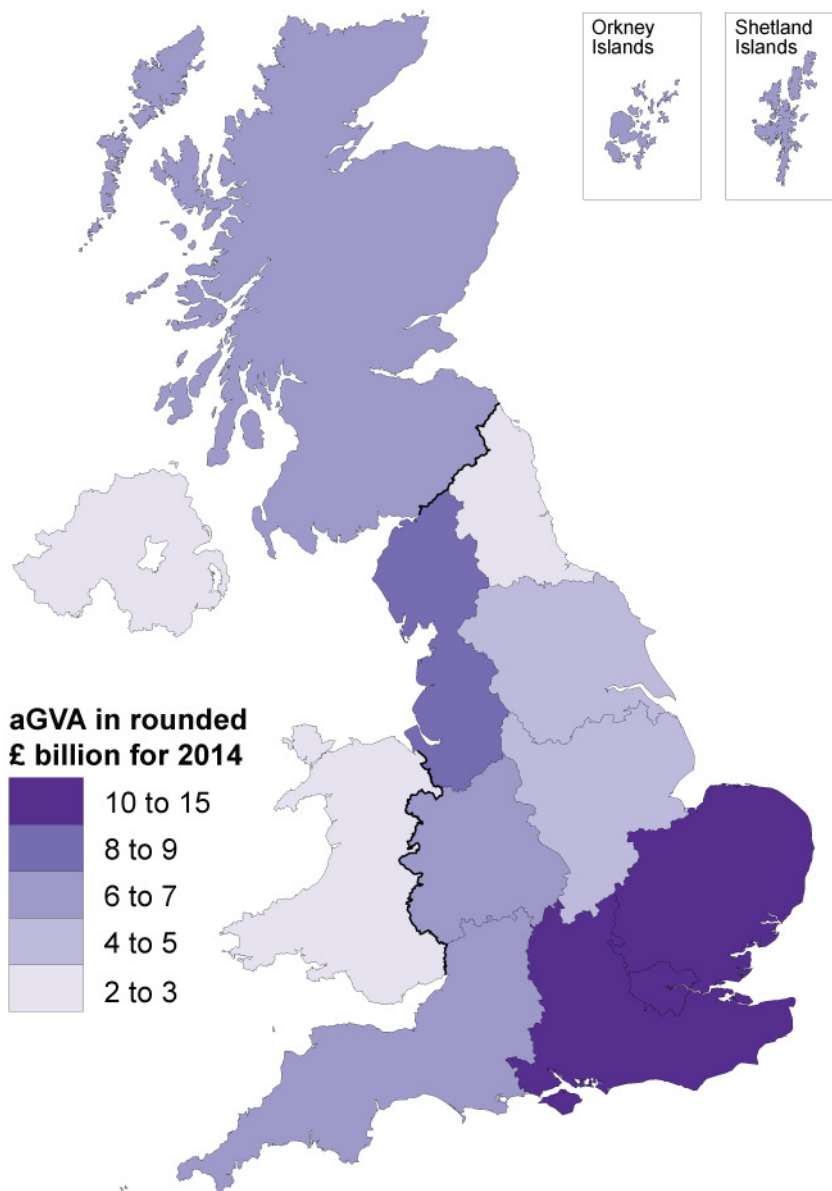 Orkney
Islands
Shetland
Islands
aGVA in rounded
£ billion for 2014
10 to 15
8 to 9
6 to 7
4 to 5
2 to 3